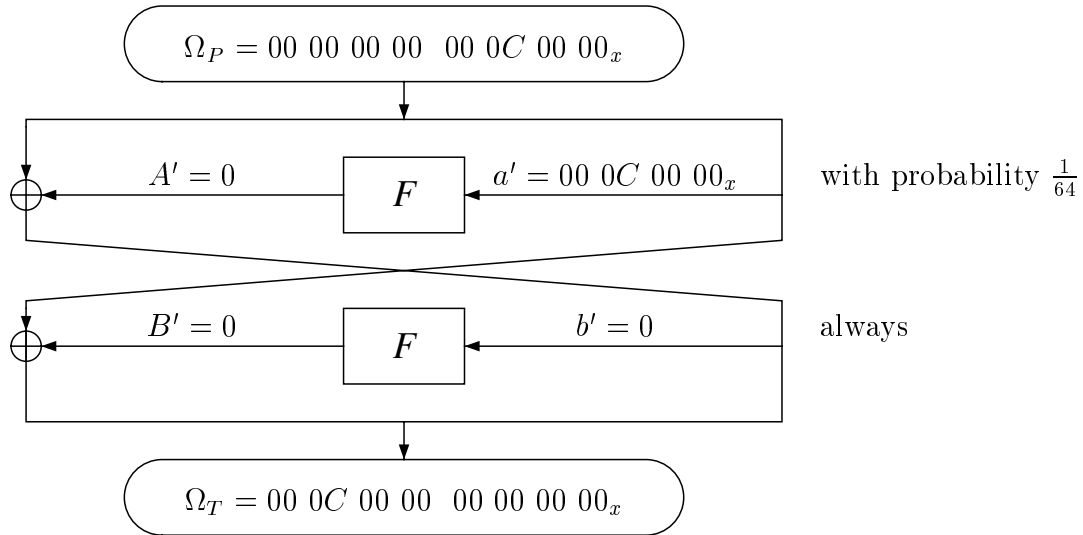 Ω_P = 00 00 00 00 00 0C 00 00_x
A′ = 0
F
a′ = 00 0C 00 00_x
with probability 1/64
B′ = 0
F
b′ = 0
always
Ω_T = 00 0C 00 00 00 00 00 00_x